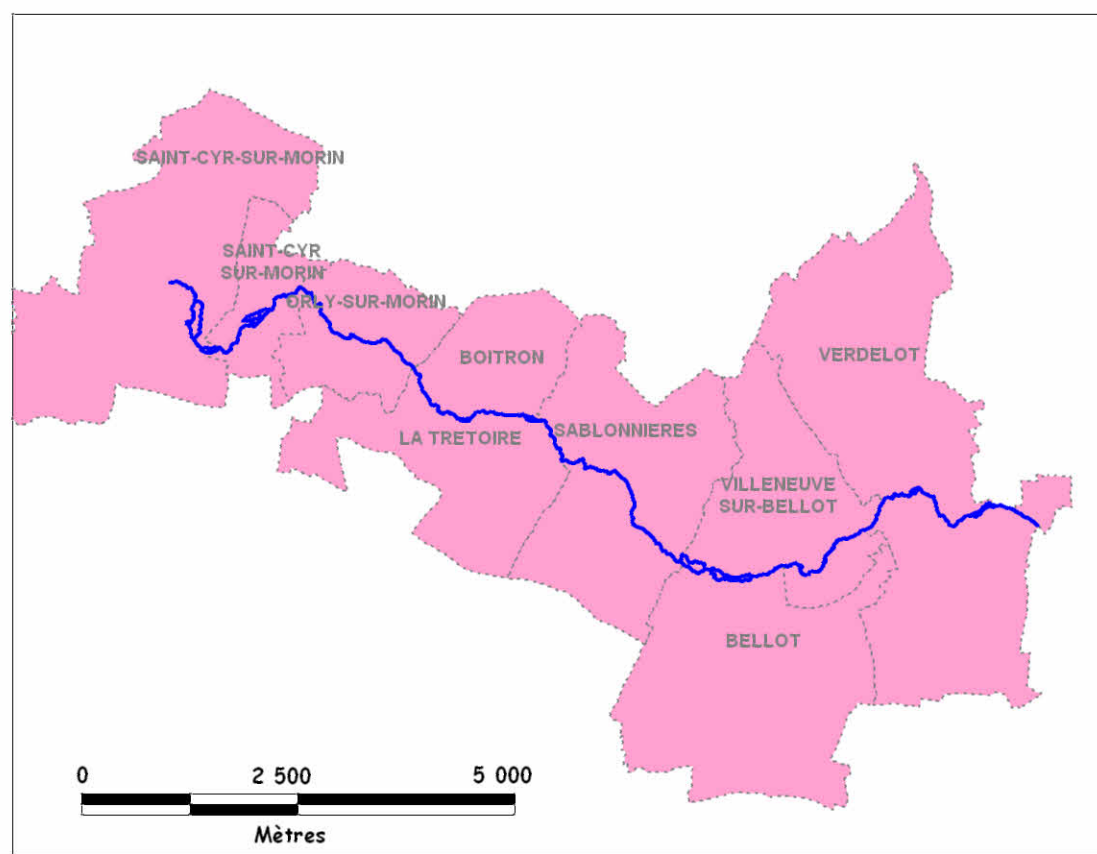 SAINT-CYR-SUR-MORIN
SAINT-CYR
SUR-MORIN
ORLY-SUR-MORIN
BOITRON
VERDELOT
LA TRETOIRE
SABLONNIERES
VILLENEUVE
SUR-BELLOT
BELLOT
0 2 500 5 000
Mètres